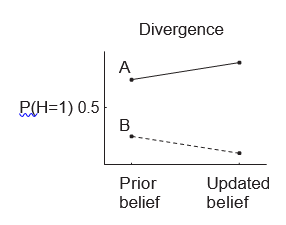 Divergence
A
P(H=1) 0.5
B
Prior Updated
belief belief